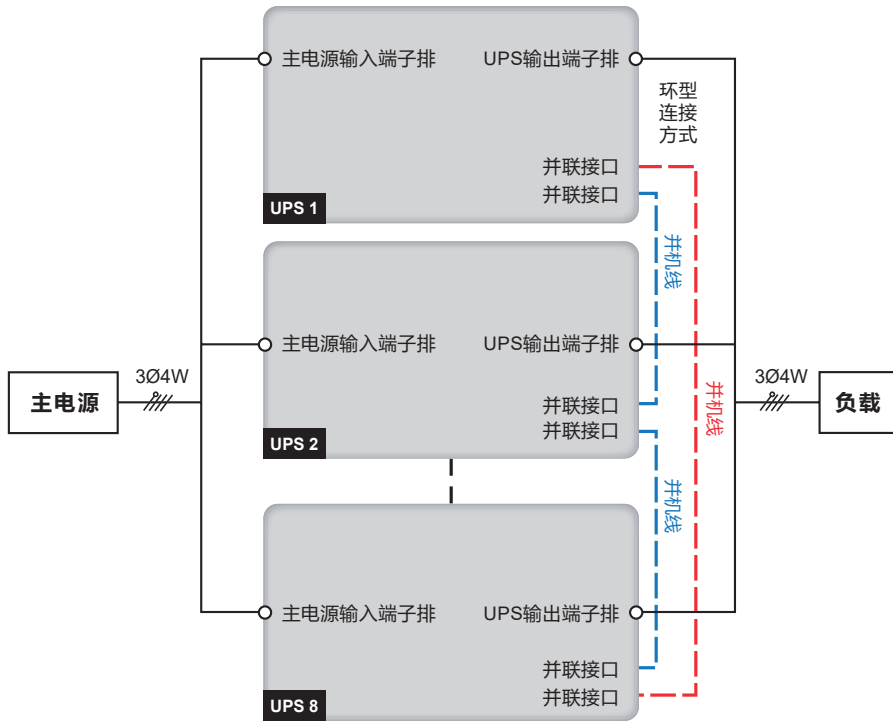 主电源输入端子排
UPS输出端子排
环型
连接
方式
并联接口
并联接口
UPS 1
并机线
主电源输入端子排
UPS输出端子排
3Ø4W
主电源
并机线
3Ø4W
负载
并联接口
并联接口
UPS 2
并机线
主电源输入端子排
UPS输出端子排
并联接口
并联接口
UPS 8